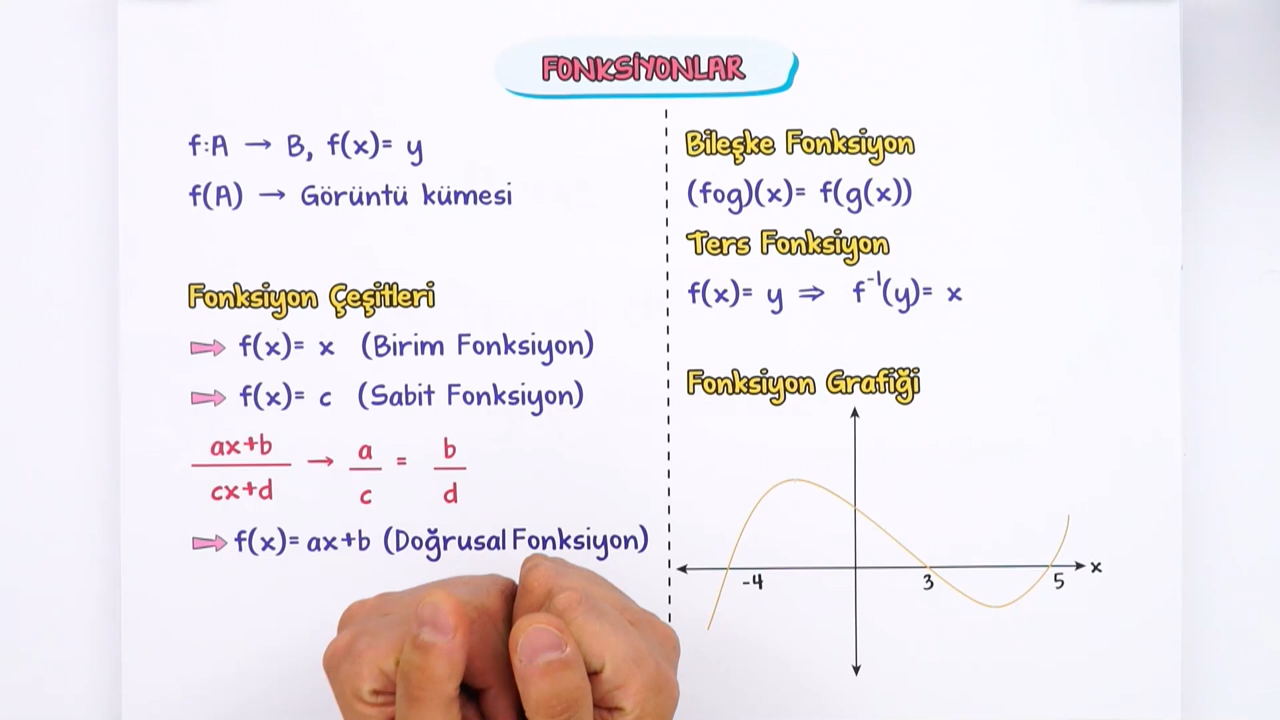 FONKSİYONLAR
f:A → B, f(x)= y
f(A) → Görüntü kümesi
Fonksiyon Çeşitleri
⇒ f(x)= x (Birim Fonksiyon)
⇒ f(x)= c (Sabit Fonksiyon)
ax+b / cx+d → a / c = b / d
⇒ f(x)= ax+b (Doğrusal Fonksiyon)
Bileşke Fonksiyon
(fog)(x)= f(g(x))
Ters Fonksiyon
f(x)= y ⇒ f⁻¹(y)= x
Fonksiyon Grafiği
x
-4 3 5